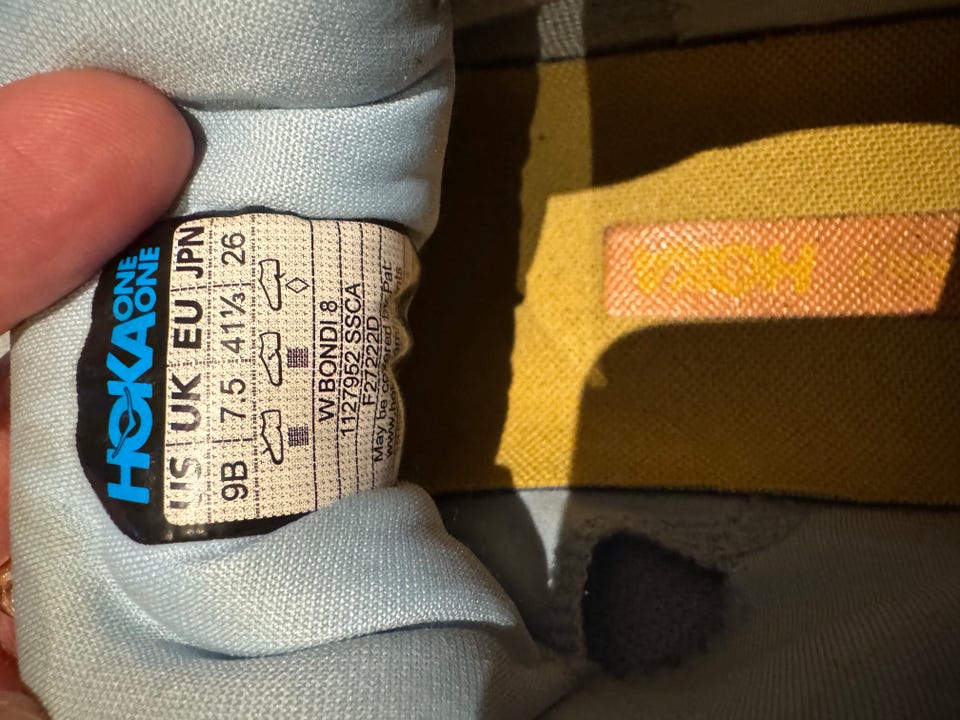 HOKA ONE ONE
US UK EU JPN
9B 7.5 41⅓ 26
W BONDI 8
1127952 SSCA
F27222D
May be covered by Pat.
HOKA